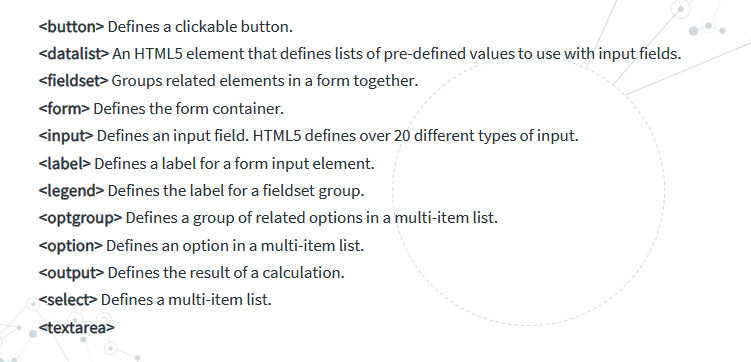 <button> Defines a clickable button.
<datalist> An HTML5 element that defines lists of pre-defined values to use with input fields.
<fieldset> Groups related elements in a form together.
<form> Defines the form container.
<input> Defines an input field. HTML5 defines over 20 different types of input.
<label> Defines a label for a form input element.
<legend> Defines the label for a fieldset group.
<optgroup> Defines a group of related options in a multi-item list.
<option> Defines an option in a multi-item list.
<output> Defines the result of a calculation.
<select> Defines a multi-item list.
<textarea>